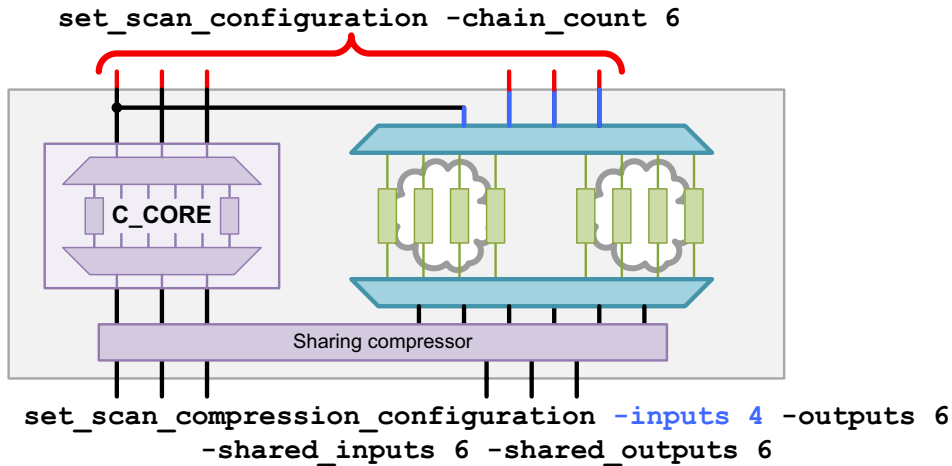 set_scan_configuration -chain_count 6
C_CORE
Sharing compressor
set_scan_compression_configuration -inputs 4 -outputs 6
-shared_inputs 6 -shared_outputs 6